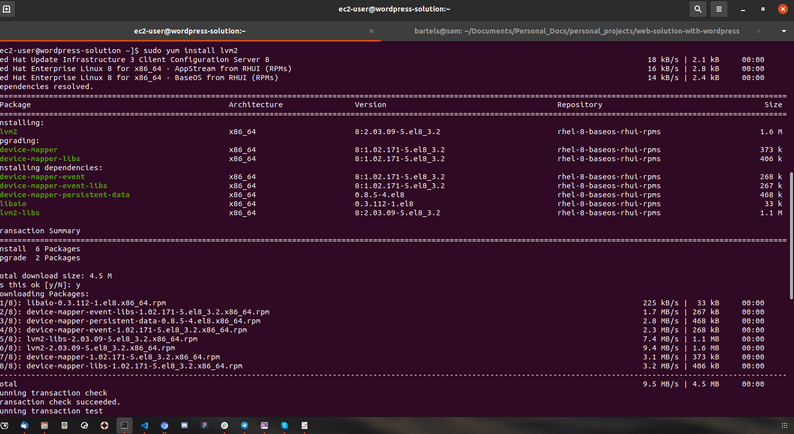 ec2-user@wordpress-solution:~
ec2-user@wordpress-solution:~ × bartels@sam: ~/Documents/Personal_Docs/personal_projects/web-solution-with-wordpress ×
ec2-user@wordpress-solution ~]$ sudo yum install lvm2
ed Hat Update Infrastructure 3 Client Configuration Server 8 18 kB/s | 2.1 kB 00:00
ed Hat Enterprise Linux 8 for x86_64 - AppStream from RHUI (RPMs) 16 kB/s | 2.8 kB 00:00
ed Hat Enterprise Linux 8 for x86_64 - BaseOS from RHUI (RPMs) 14 kB/s | 2.4 kB 00:00
ependencies resolved.
Package Architecture Version Repository Size
nstalling:
lvm2 x86_64 8:2.03.09-5.el8_3.2 rhel-8-baseos-rhui-rpms 1.6 M
pgrading:
device-mapper x86_64 8:1.02.171-5.el8_3.2 rhel-8-baseos-rhui-rpms 373 k
device-mapper-libs x86_64 8:1.02.171-5.el8_3.2 rhel-8-baseos-rhui-rpms 406 k
nstalling dependencies:
device-mapper-event x86_64 8:1.02.171-5.el8_3.2 rhel-8-baseos-rhui-rpms 268 k
device-mapper-event-libs x86_64 8:1.02.171-5.el8_3.2 rhel-8-baseos-rhui-rpms 267 k
device-mapper-persistent-data x86_64 0.8.5-4.el8 rhel-8-baseos-rhui-rpms 468 k
libaio x86_64 0.3.112-1.el8 rhel-8-baseos-rhui-rpms 33 k
lvm2-libs x86_64 8:2.03.09-5.el8_3.2 rhel-8-baseos-rhui-rpms 1.1 M
ransaction Summary
nstall 6 Packages
pgrade 2 Packages
otal download size: 4.5 M
s this ok [y/N]: y
ownloading Packages:
1/8): libaio-0.3.112-1.el8.x86_64.rpm 225 kB/s | 33 kB 00:00
2/8): device-mapper-event-libs-1.02.171-5.el8_3.2.x86_64.rpm 1.7 MB/s | 267 kB 00:00
3/8): device-mapper-persistent-data-0.8.5-4.el8.x86_64.rpm 2.8 MB/s | 468 kB 00:00
4/8): device-mapper-event-1.02.171-5.el8_3.2.x86_64.rpm 2.3 MB/s | 268 kB 00:00
5/8): lvm2-libs-2.03.09-5.el8_3.2.x86_64.rpm 7.4 MB/s | 1.1 MB 00:00
6/8): lvm2-2.03.09-5.el8_3.2.x86_64.rpm 9.4 MB/s | 1.6 MB 00:00
7/8): device-mapper-1.02.171-5.el8_3.2.x86_64.rpm 3.1 MB/s | 373 kB 00:00
8/8): device-mapper-libs-1.02.171-5.el8_3.2.x86_64.rpm 3.2 MB/s | 406 kB 00:00
otal 9.5 MB/s | 4.5 MB 00:00
unning transaction check
ransaction check succeeded.
unning transaction test